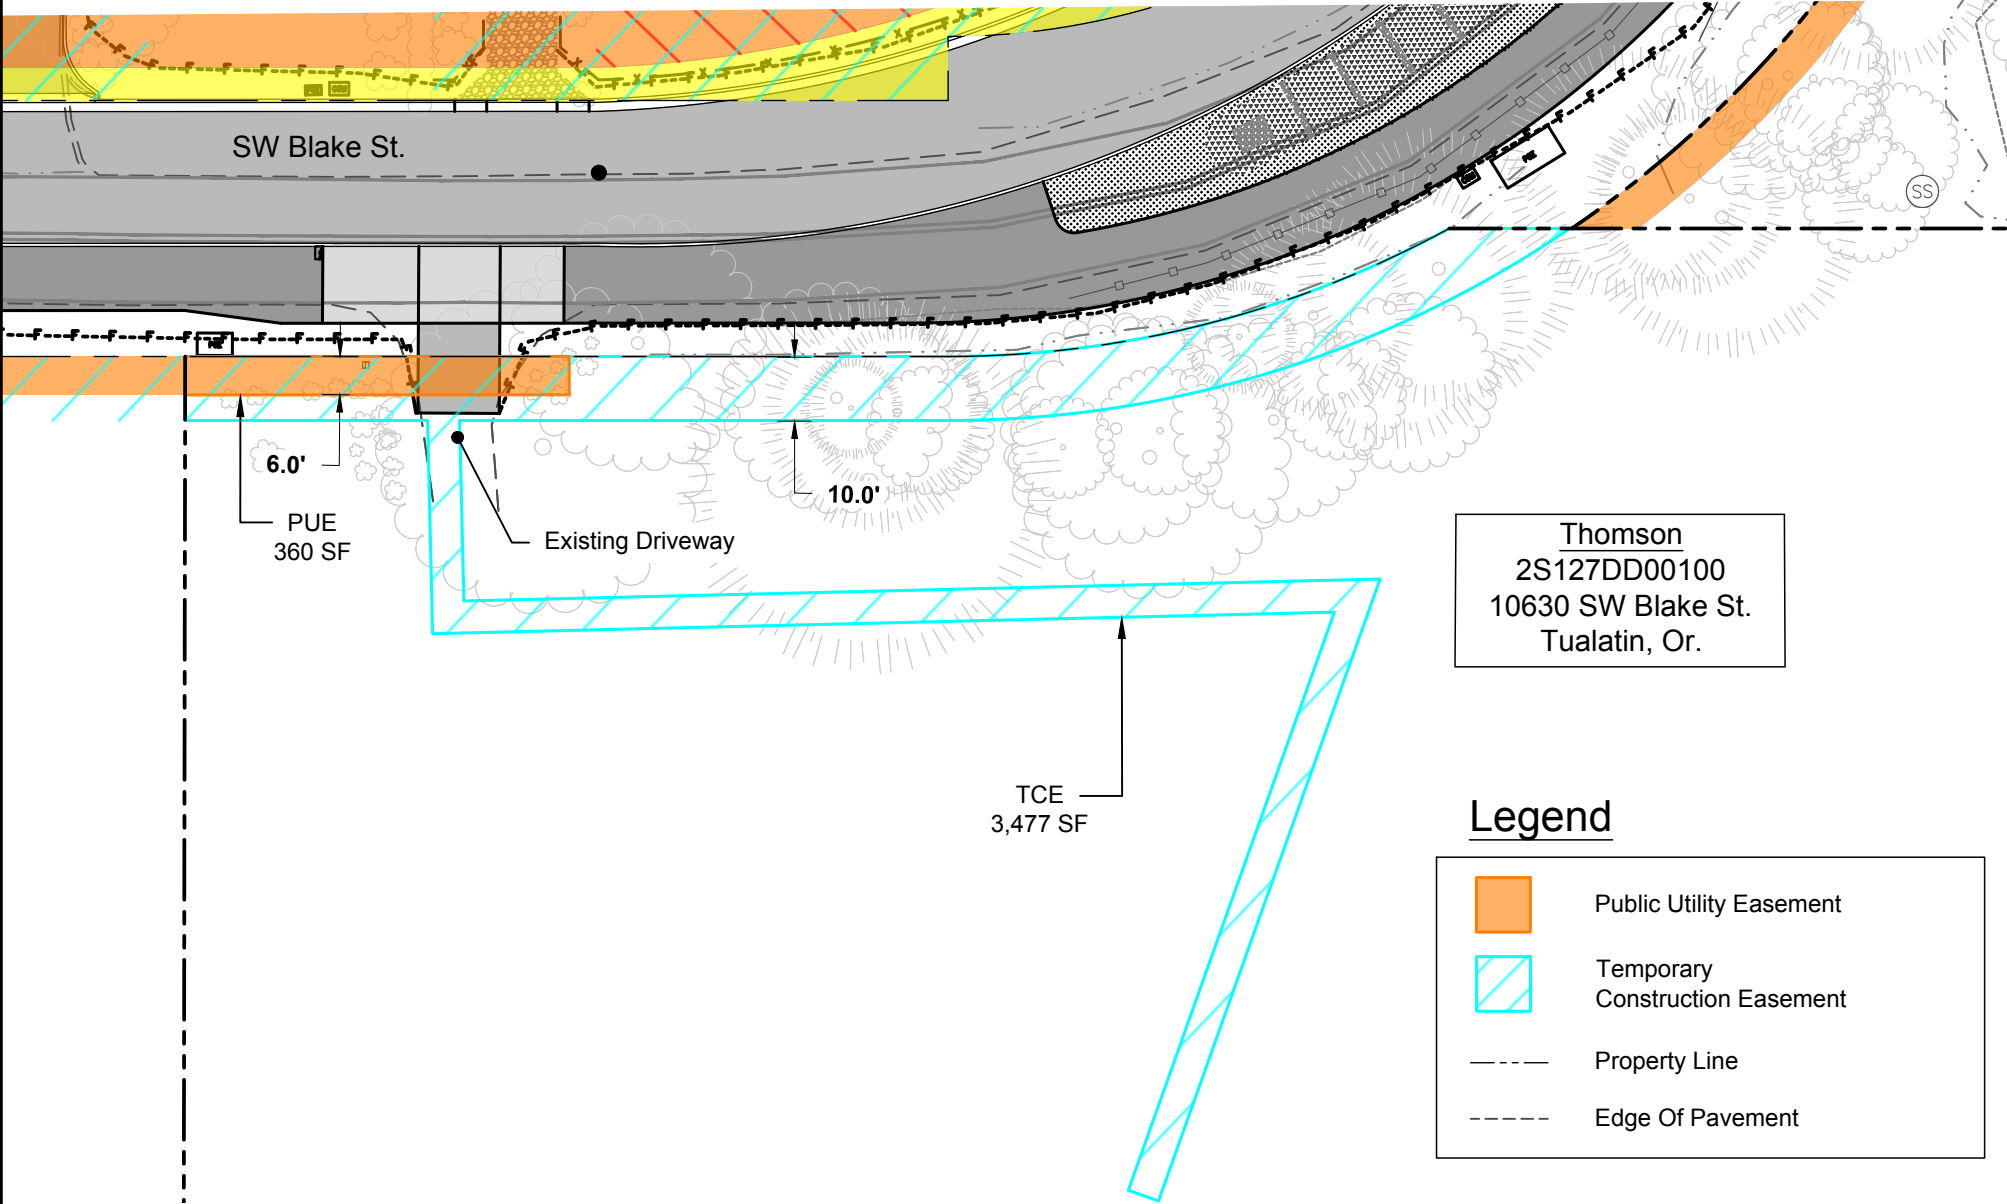 SW Blake St.
SS
6.0'
10.0'
PUE
360 SF
Existing Driveway
Thomson
2S127DD00100
10630 SW Blake St.
Tualatin, Or.
TCE
3,477 SF
Legend
Public Utility Easement
Temporary
Construction Easement
Property Line
Edge Of Pavement